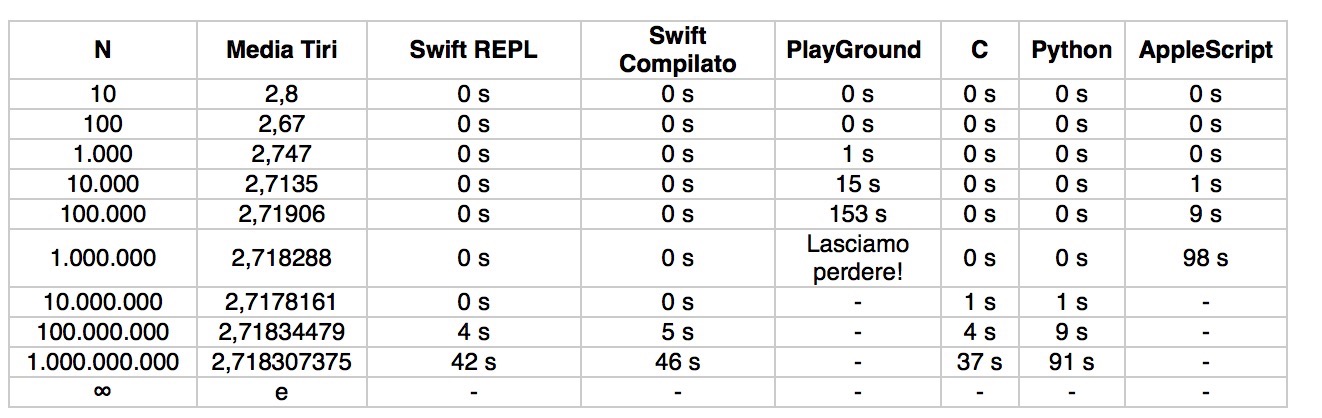 N Media Tiri Swift REPL Swift Compilato PlayGround C Python AppleScript
10 2,8 0 s 0 s 0 s 0 s 0 s 0 s
100 2,67 0 s 0 s 0 s 0 s 0 s 0 s
1.000 2,747 0 s 0 s 1 s 0 s 0 s 0 s
10.000 2,7135 0 s 0 s 15 s 0 s 0 s 1 s
100.000 2,71906 0 s 0 s 153 s 0 s 0 s 9 s
1.000.000 2,718288 0 s 0 s Lasciamo perdere! 0 s 0 s 98 s
10.000.000 2,7178161 0 s 0 s - 1 s 1 s -
100.000.000 2,71834479 4 s 5 s - 4 s 9 s -
1.000.000.000 2,718307375 42 s 46 s - 37 s 91 s -
∞ e - - - - - -